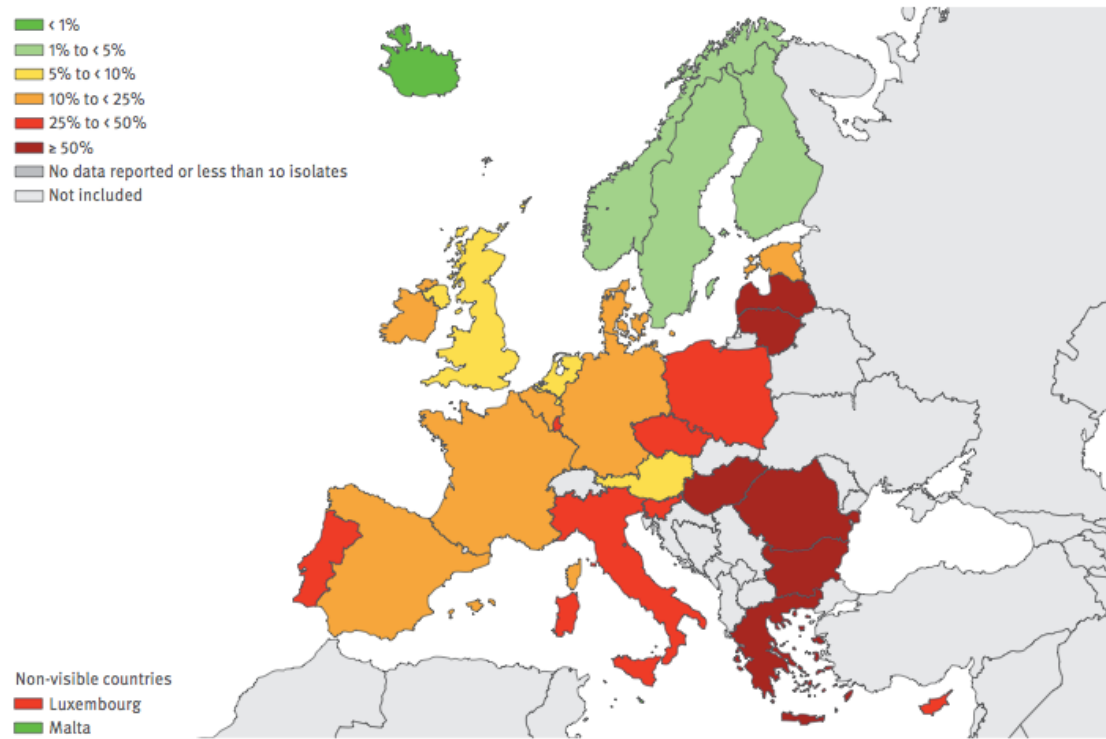 < 1%
1% to < 5%
5% to < 10%
10% to < 25%
25% to < 50%
≥ 50%
No data reported or less than 10 isolates
Not included
Non-visible countries
Luxembourg
Malta